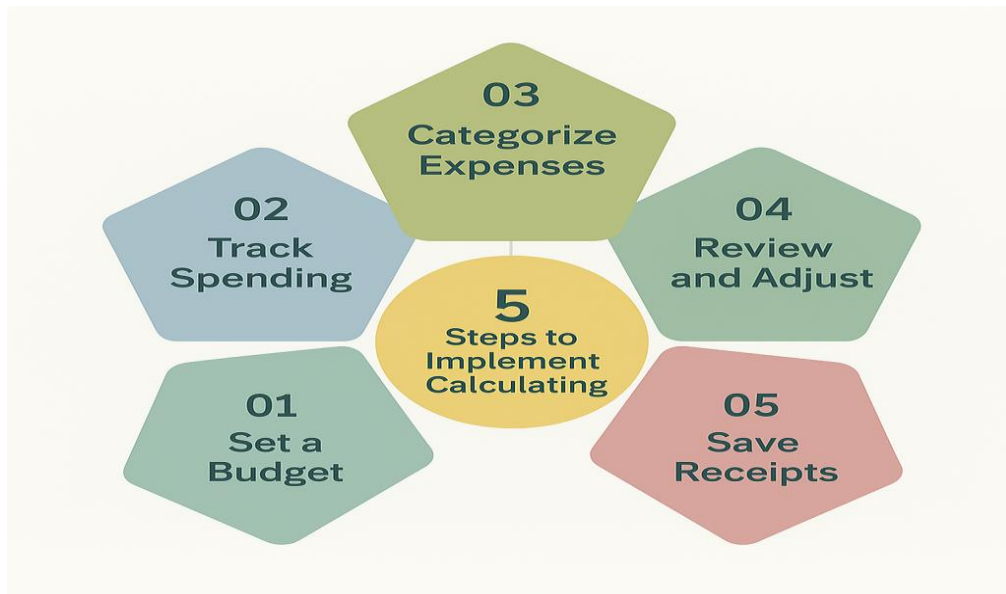 03
Categorize
Expenses
02
Track
Spending
04
Review
and Adjust
5
Steps to
Implement
Calculating
01
Set a
Budget
05
Save
Receipts